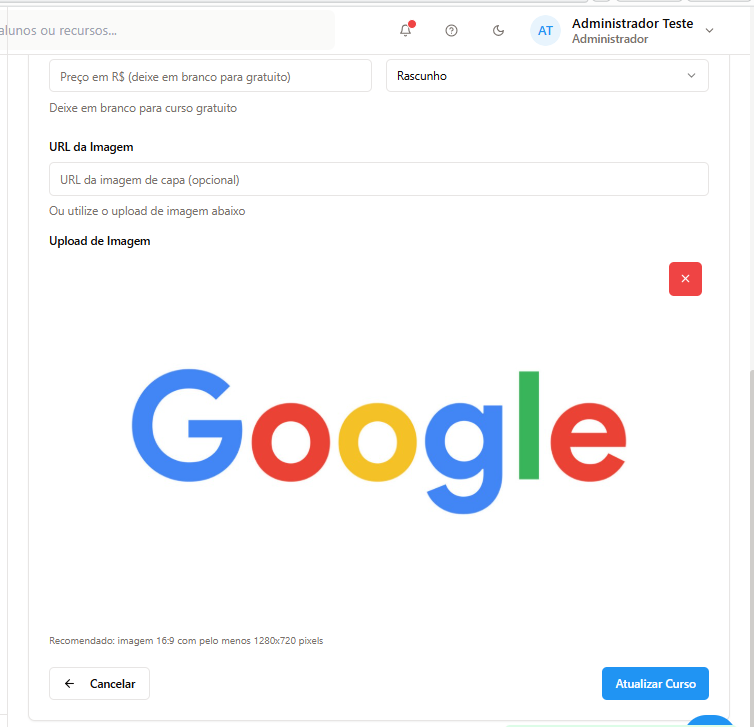 alunos ou recursos...
AT
Administrador Teste
Administrador
Preço em R$ (deixe em branco para gratuito)
Rascunho
Deixe em branco para curso gratuito
URL da Imagem
URL da imagem de capa (opcional)
Ou utilize o upload de imagem abaixo
Upload de Imagem
Google
Recomendado: imagem 16:9 com pelo menos 1280x720 pixels
Cancelar
Atualizar Curso